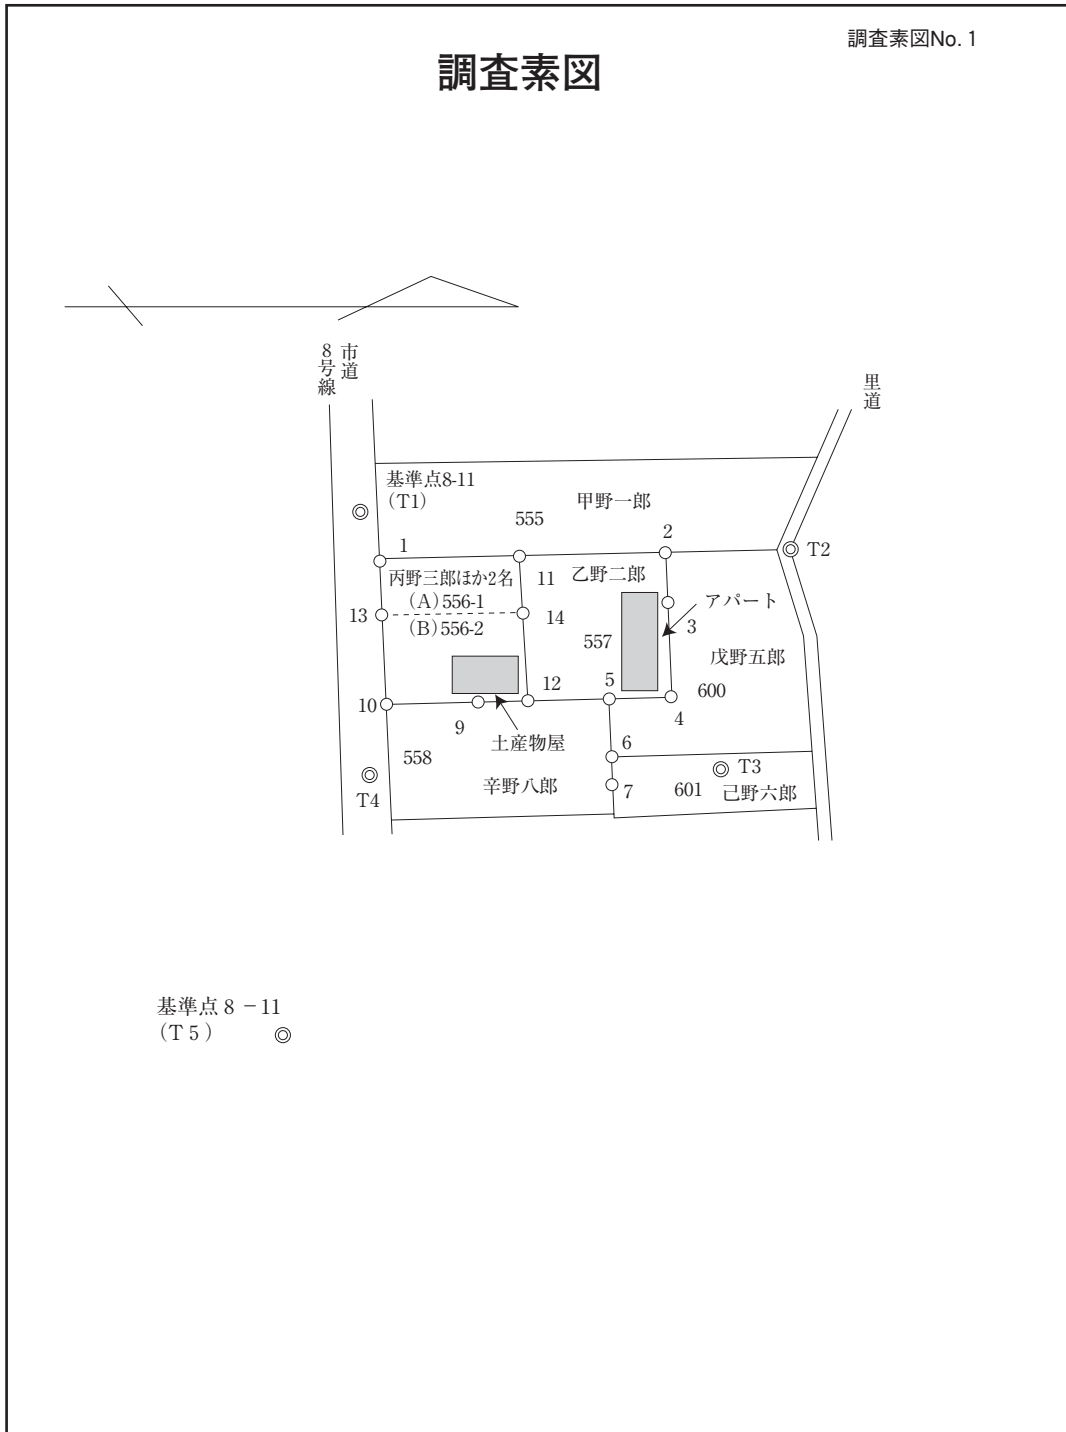 調査素図No. 1
調査素図
市道
8号線
里道
基準点8-11
(T1)
甲野一郎
555
2
1
T2
丙野三郎ほか2名
11
乙野二郎
(A)556-1
アパート
13
14
(B)556-2
557
3
戊野五郎
12
5
600
10
4
9
土産物屋
6
558
T3
辛野八郎
7
601
己野六郎
T4
基準点 8 －11
(T 5 )